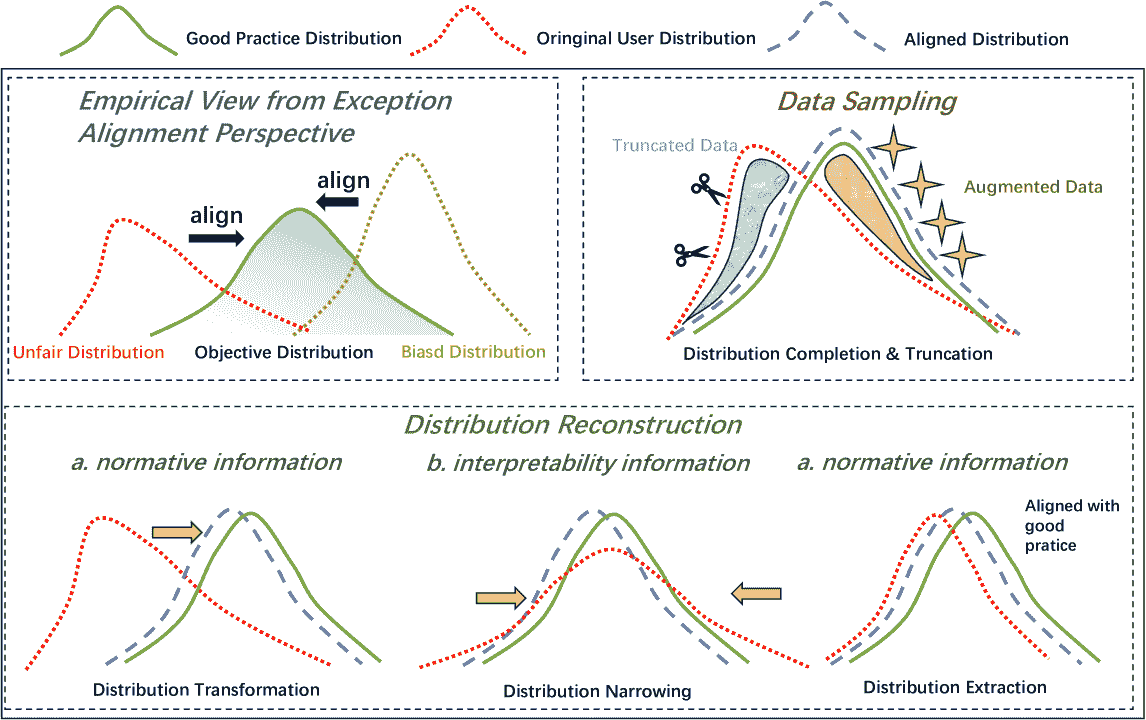 Good Practice Distribution
Oringinal User Distribution
Aligned Distribution
Empirical View from Exception
Alignment Perspective
align
align
Unfair Distribution
Objective Distribution
Biasd Distribution
Data Sampling
Truncated Data
Augmented Data
Distribution Completion & Truncation
Distribution Reconstruction
a. normative information
b. interpretability information
a. normative information
Aligned with
good
pratice
Distribution Transformation
Distribution Narrowing
Distribution Extraction